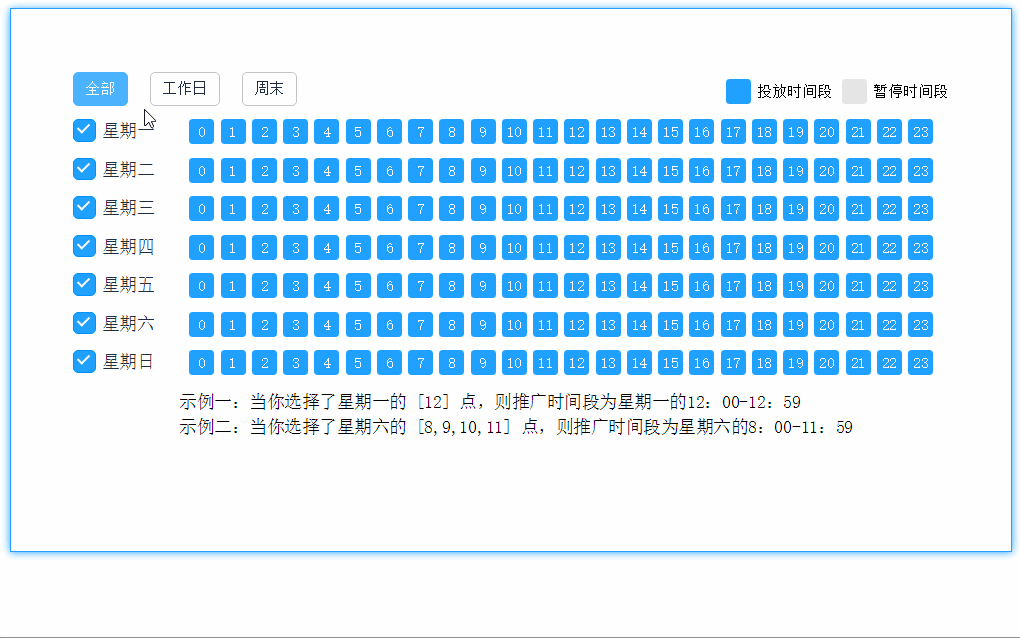 全部 工作日 周末 投放时间段 暂停时间段
星期一 0 1 2 3 4 5 6 7 8 9 10 11 12 13 14 15 16 17 18 19 20 21 22 23
星期二 0 1 2 3 4 5 6 7 8 9 10 11 12 13 14 15 16 17 18 19 20 21 22 23
星期三 0 1 2 3 4 5 6 7 8 9 10 11 12 13 14 15 16 17 18 19 20 21 22 23
星期四 0 1 2 3 4 5 6 7 8 9 10 11 12 13 14 15 16 17 18 19 20 21 22 23
星期五 0 1 2 3 4 5 6 7 8 9 10 11 12 13 14 15 16 17 18 19 20 21 22 23
星期六 0 1 2 3 4 5 6 7 8 9 10 11 12 13 14 15 16 17 18 19 20 21 22 23
星期日 0 1 2 3 4 5 6 7 8 9 10 11 12 13 14 15 16 17 18 19 20 21 22 23
示例一：当你选择了星期一的 [12] 点，则推广时间段为星期一的12：00-12：59
示例二：当你选择了星期六的 [8,9,10,11] 点，则推广时间段为星期六的8：00-11：59